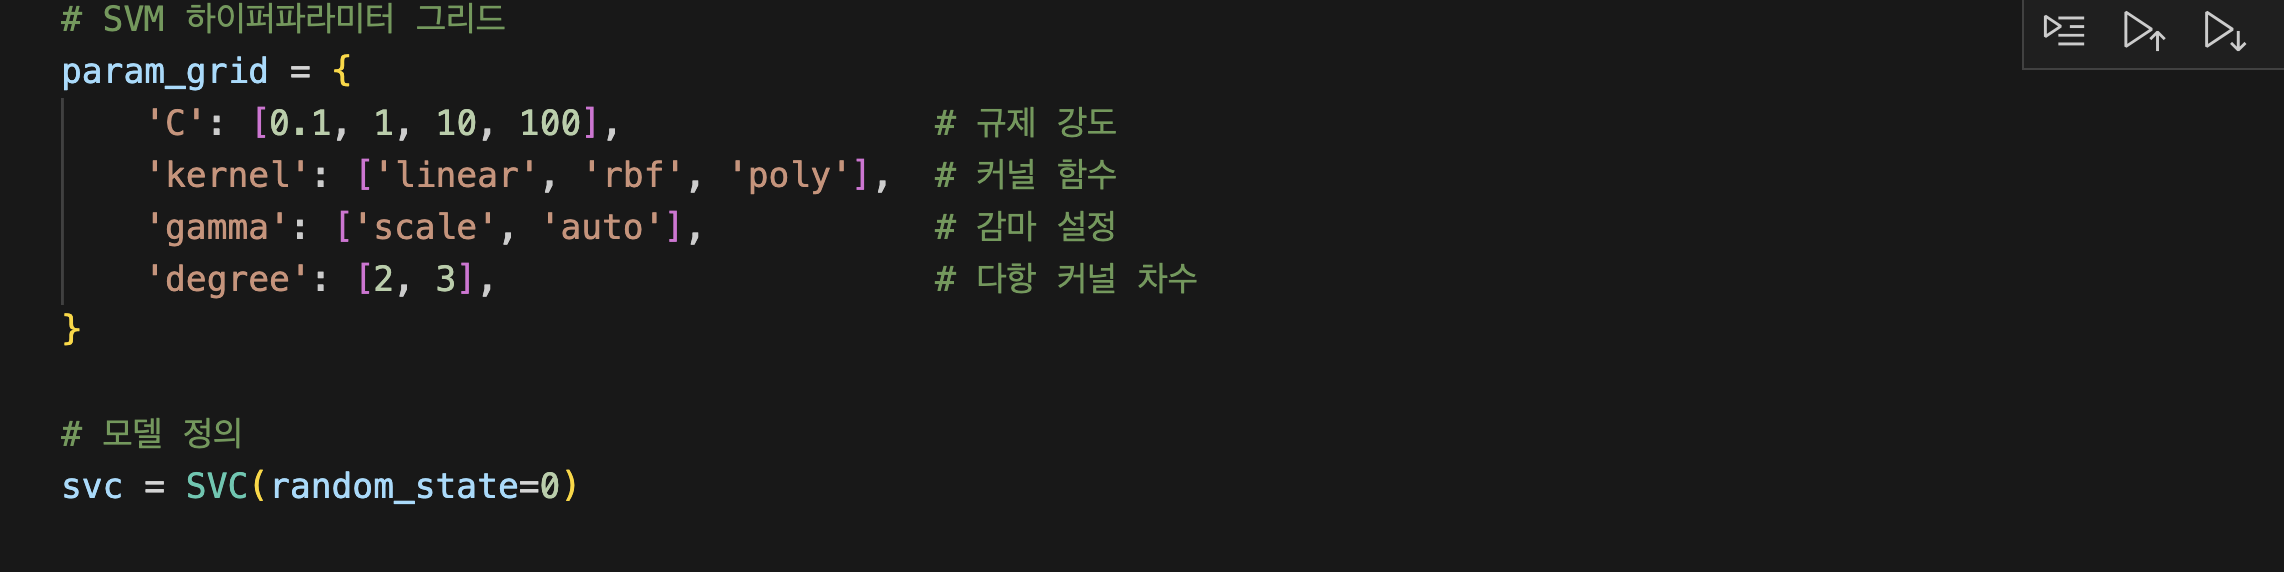 # SVM 하이퍼파라미터 그리드
param_grid = {
    'C': [0.1, 1, 10, 100],               # 규제 강도
    'kernel': ['linear', 'rbf', 'poly'],  # 커널 함수
    'gamma': ['scale', 'auto'],           # 감마 설정
    'degree': [2, 3],                     # 다항 커널 차수
}
# 모델 정의
svc = SVC(random_state=0)